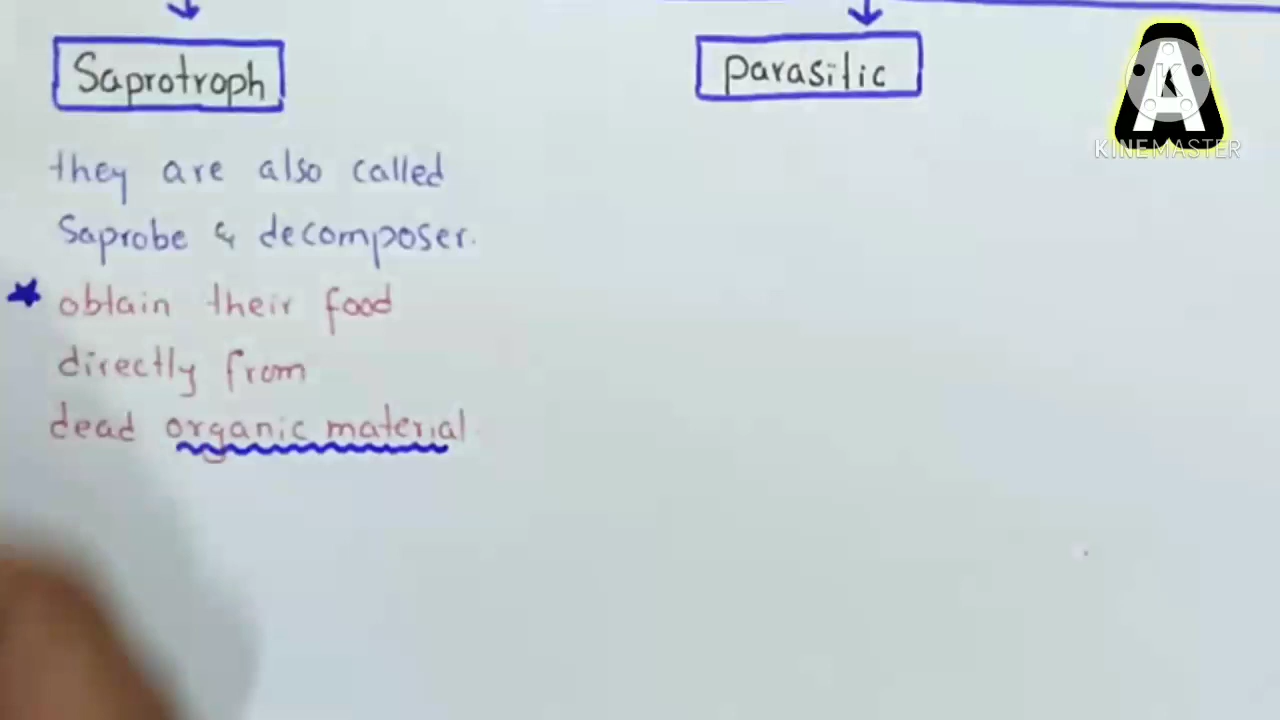 Saprotroph
parasitic
they are also called
Saprobe & decomposer.
obtain their food
directly from
dead organic material
A
K
KINEMASTER